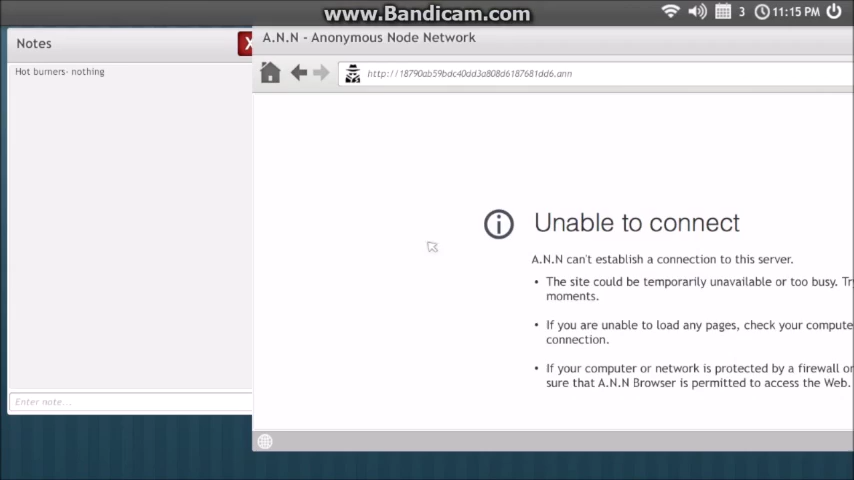 www.Bandicam.com
3
11:15 PM
Notes
X
Hot burners- nothing
Enter note...
A.N.N - Anonymous Node Network
http://18790ab59bdc40dd3a808d6187681dd6.ann
Unable to connect
A.N.N can't establish a connection to this server.
• The site could be temporarily unavailable or too busy. Try
moments.
• If you are unable to load any pages, check your compute
connection.
• If your computer or network is protected by a firewall or
sure that A.N.N Browser is permitted to access the Web.